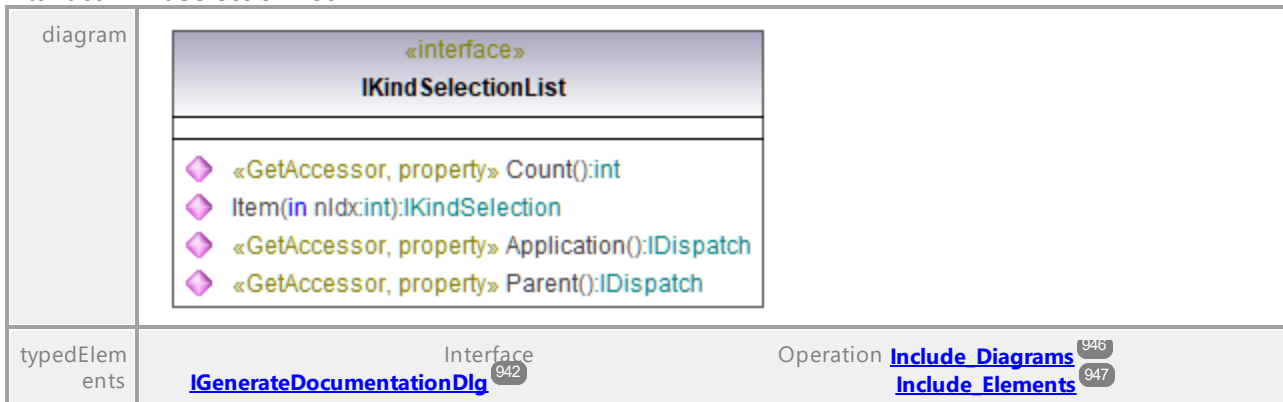 diagram
«interface»
IKindSelectionList
«GetAccessor, property» Count():int
Item(in nIdx:int):IKindSelection
«GetAccessor, property» Application():IDispatch
«GetAccessor, property» Parent():IDispatch
typedElem
ents
Interface
IGenerateDocumentationDlg 942
Operation Include_Diagrams 946
Include_Elements 947